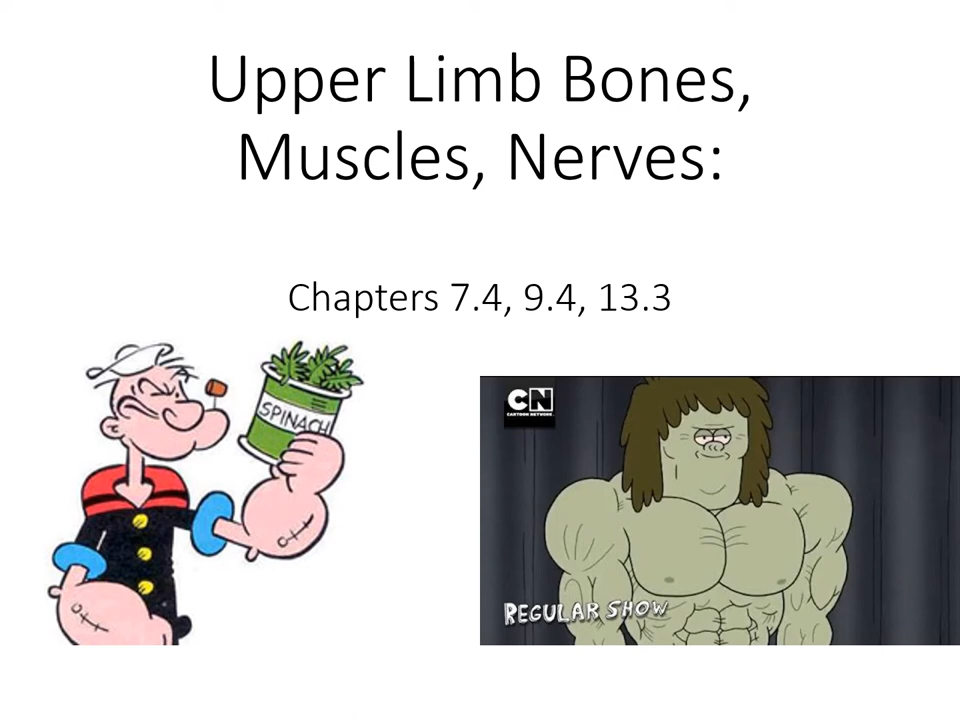 Upper Limb Bones,
Muscles, Nerves:
Chapters 7.4, 9.4, 13.3
SPINACH
CN
CARTOON NETWORK
REGULAR SHOW